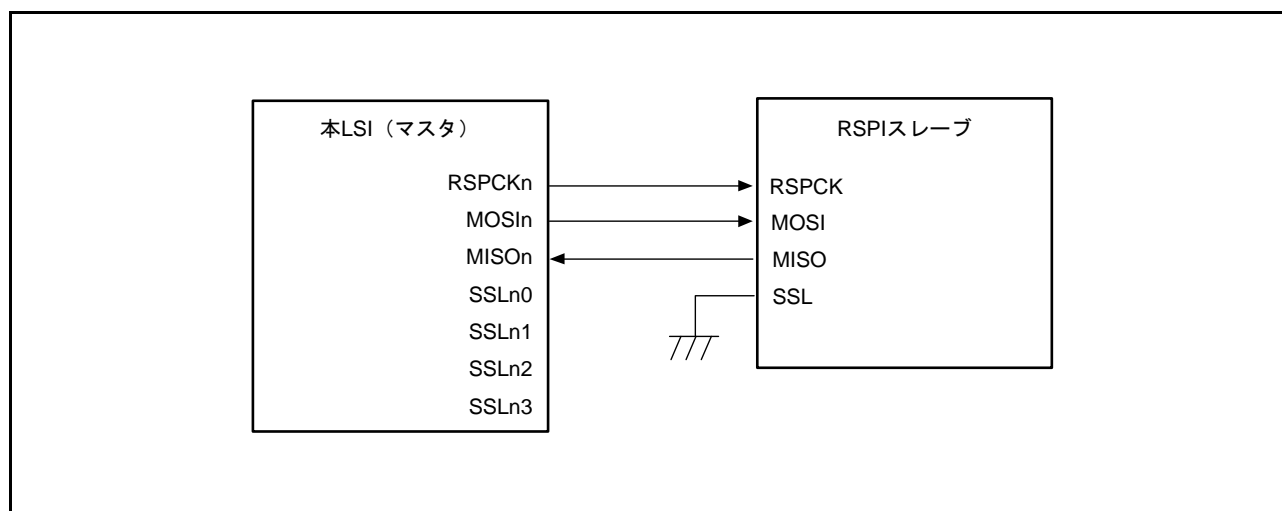 本LSI（マスタ）
RSPCKn
MOSIn
MISOn
SSLn0
SSLn1
SSLn2
SSLn3
RSPIスレーブ
RSPCK
MOSI
MISO
SSL